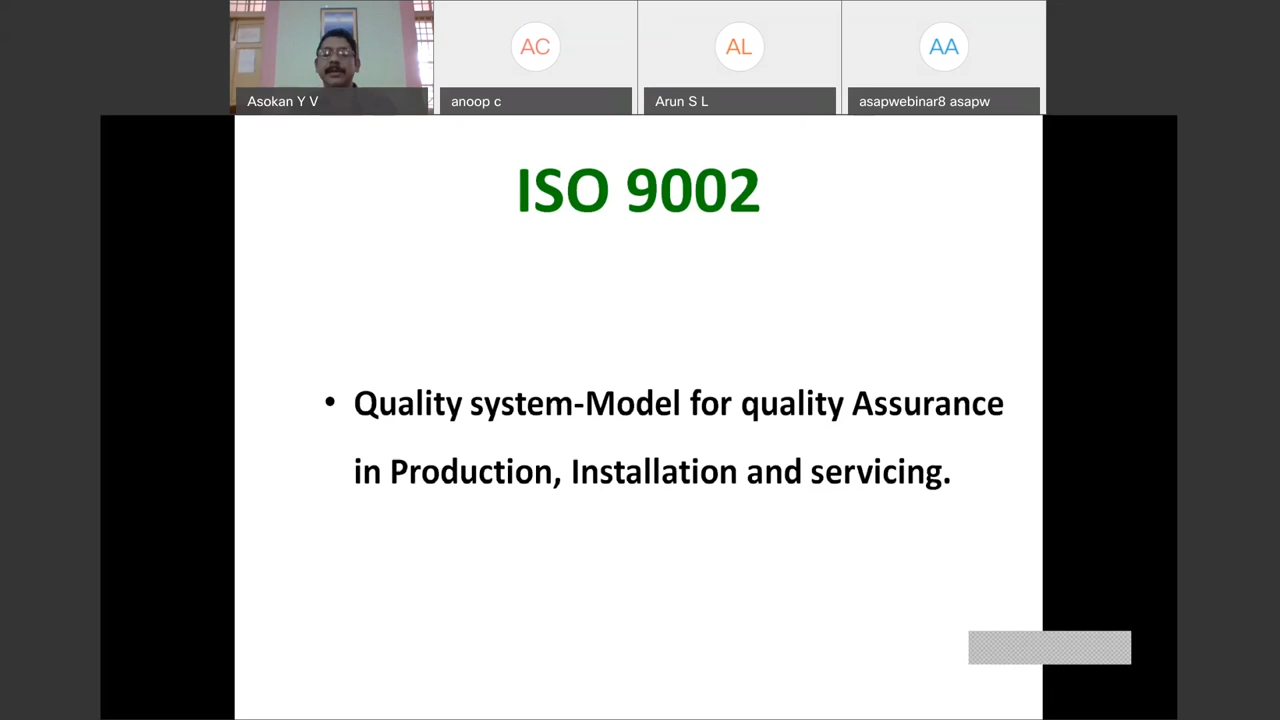 AC
AL
AA
Asokan Y V
anoop c
Arun S L
asapwebinar8 asapw
ISO 9002
• Quality system-Model for quality Assurance
in Production, Installation and servicing.